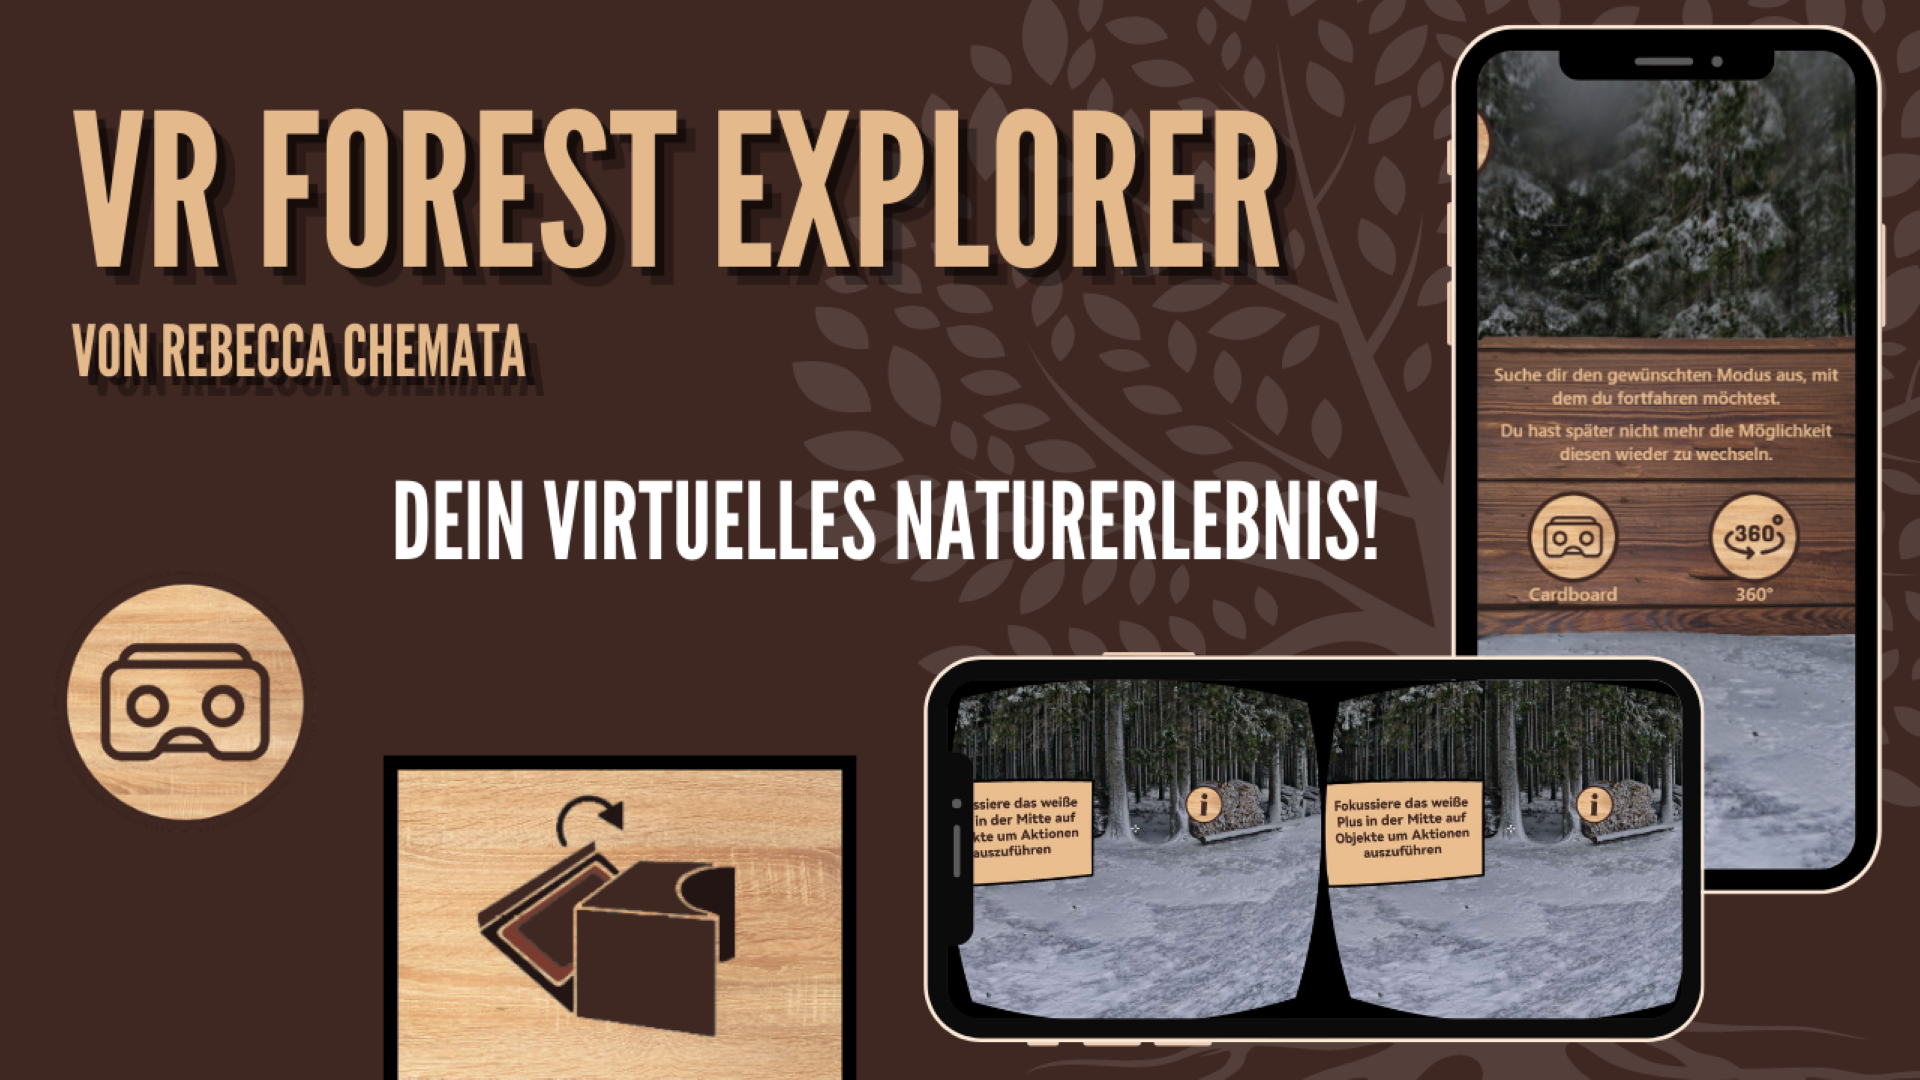 VR FOREST EXPLORER
VON REBECCA CHEMATA
DEIN VIRTUELLES NATURERLEBNIS!
Suche dir den gewünschten Modus aus, mit
dem du fortfahren möchtest.
Du hast später nicht mehr die Möglichkeit
diesen wieder zu wechseln.
360°
Cardboard
360°
ssiere das weiße
in der Mitte auf
kte um Aktionen
auszuführen
i
Fokussiere das weiße
Plus in der Mitte auf
Objekte um Aktionen
auszuführen
i